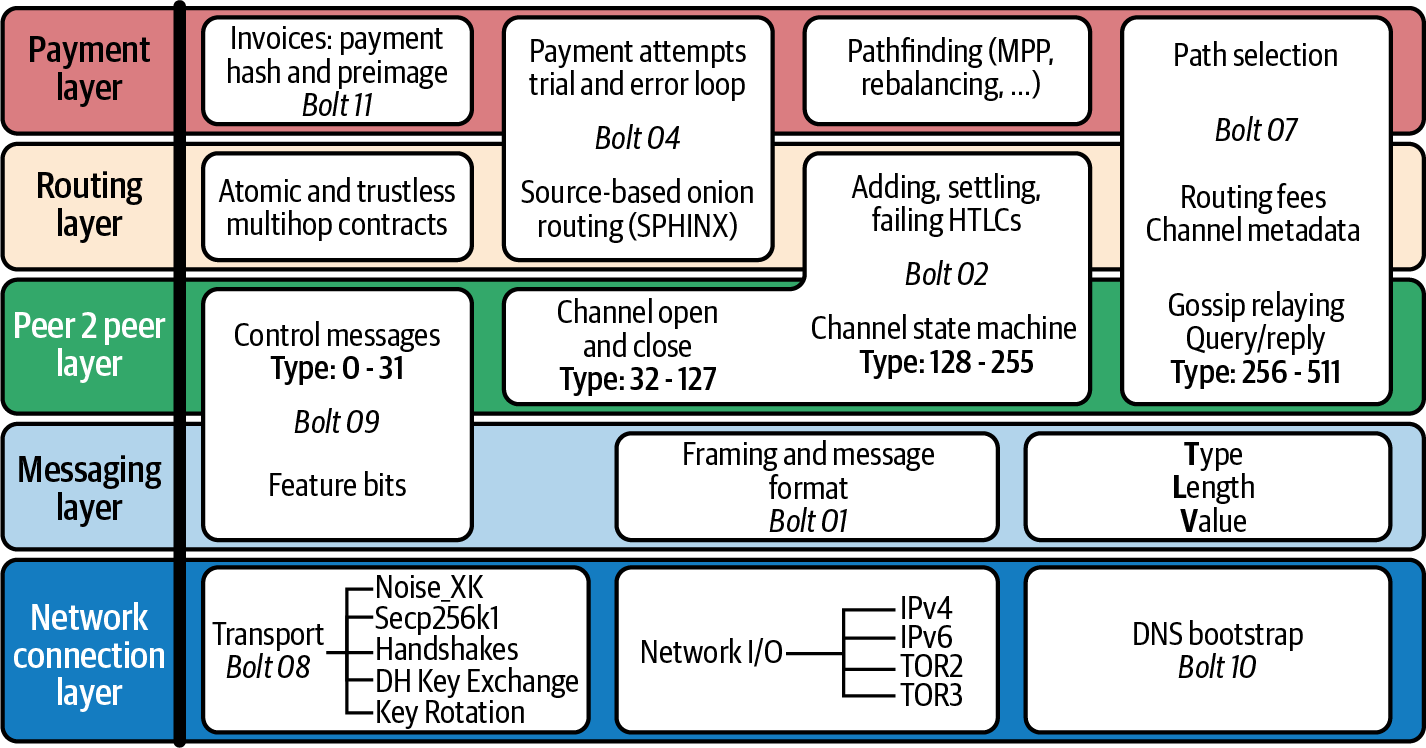 Payment
layer
Invoices: payment
hash and preimage
Bolt 11
Payment attempts
trial and error loop
Bolt 04
Source-based onion
routing (SPHINX)
Pathfinding (MPP,
rebalancing, ...)
Path selection
Bolt 07
Routing fees
Channel metadata
Gossip relaying
Query/reply
Type: 256 - 511
Routing
layer
Atomic and trustless
multihop contracts
Adding, settling,
failing HTLCs
Bolt 02
Channel state machine
Type: 128 - 255
Peer 2 peer
layer
Control messages
Type: 0 - 31
Bolt 09
Feature bits
Channel open
and close
Type: 32 - 127
Messaging
layer
Framing and message
format
Bolt 01
Type
Length
Value
Network
connection
layer
Transport
Bolt 08
Noise_XK
Secp256k1
Handshakes
DH Key Exchange
Key Rotation
Network I/O
IPv4
IPv6
TOR2
TOR3
DNS bootstrap
Bolt 10